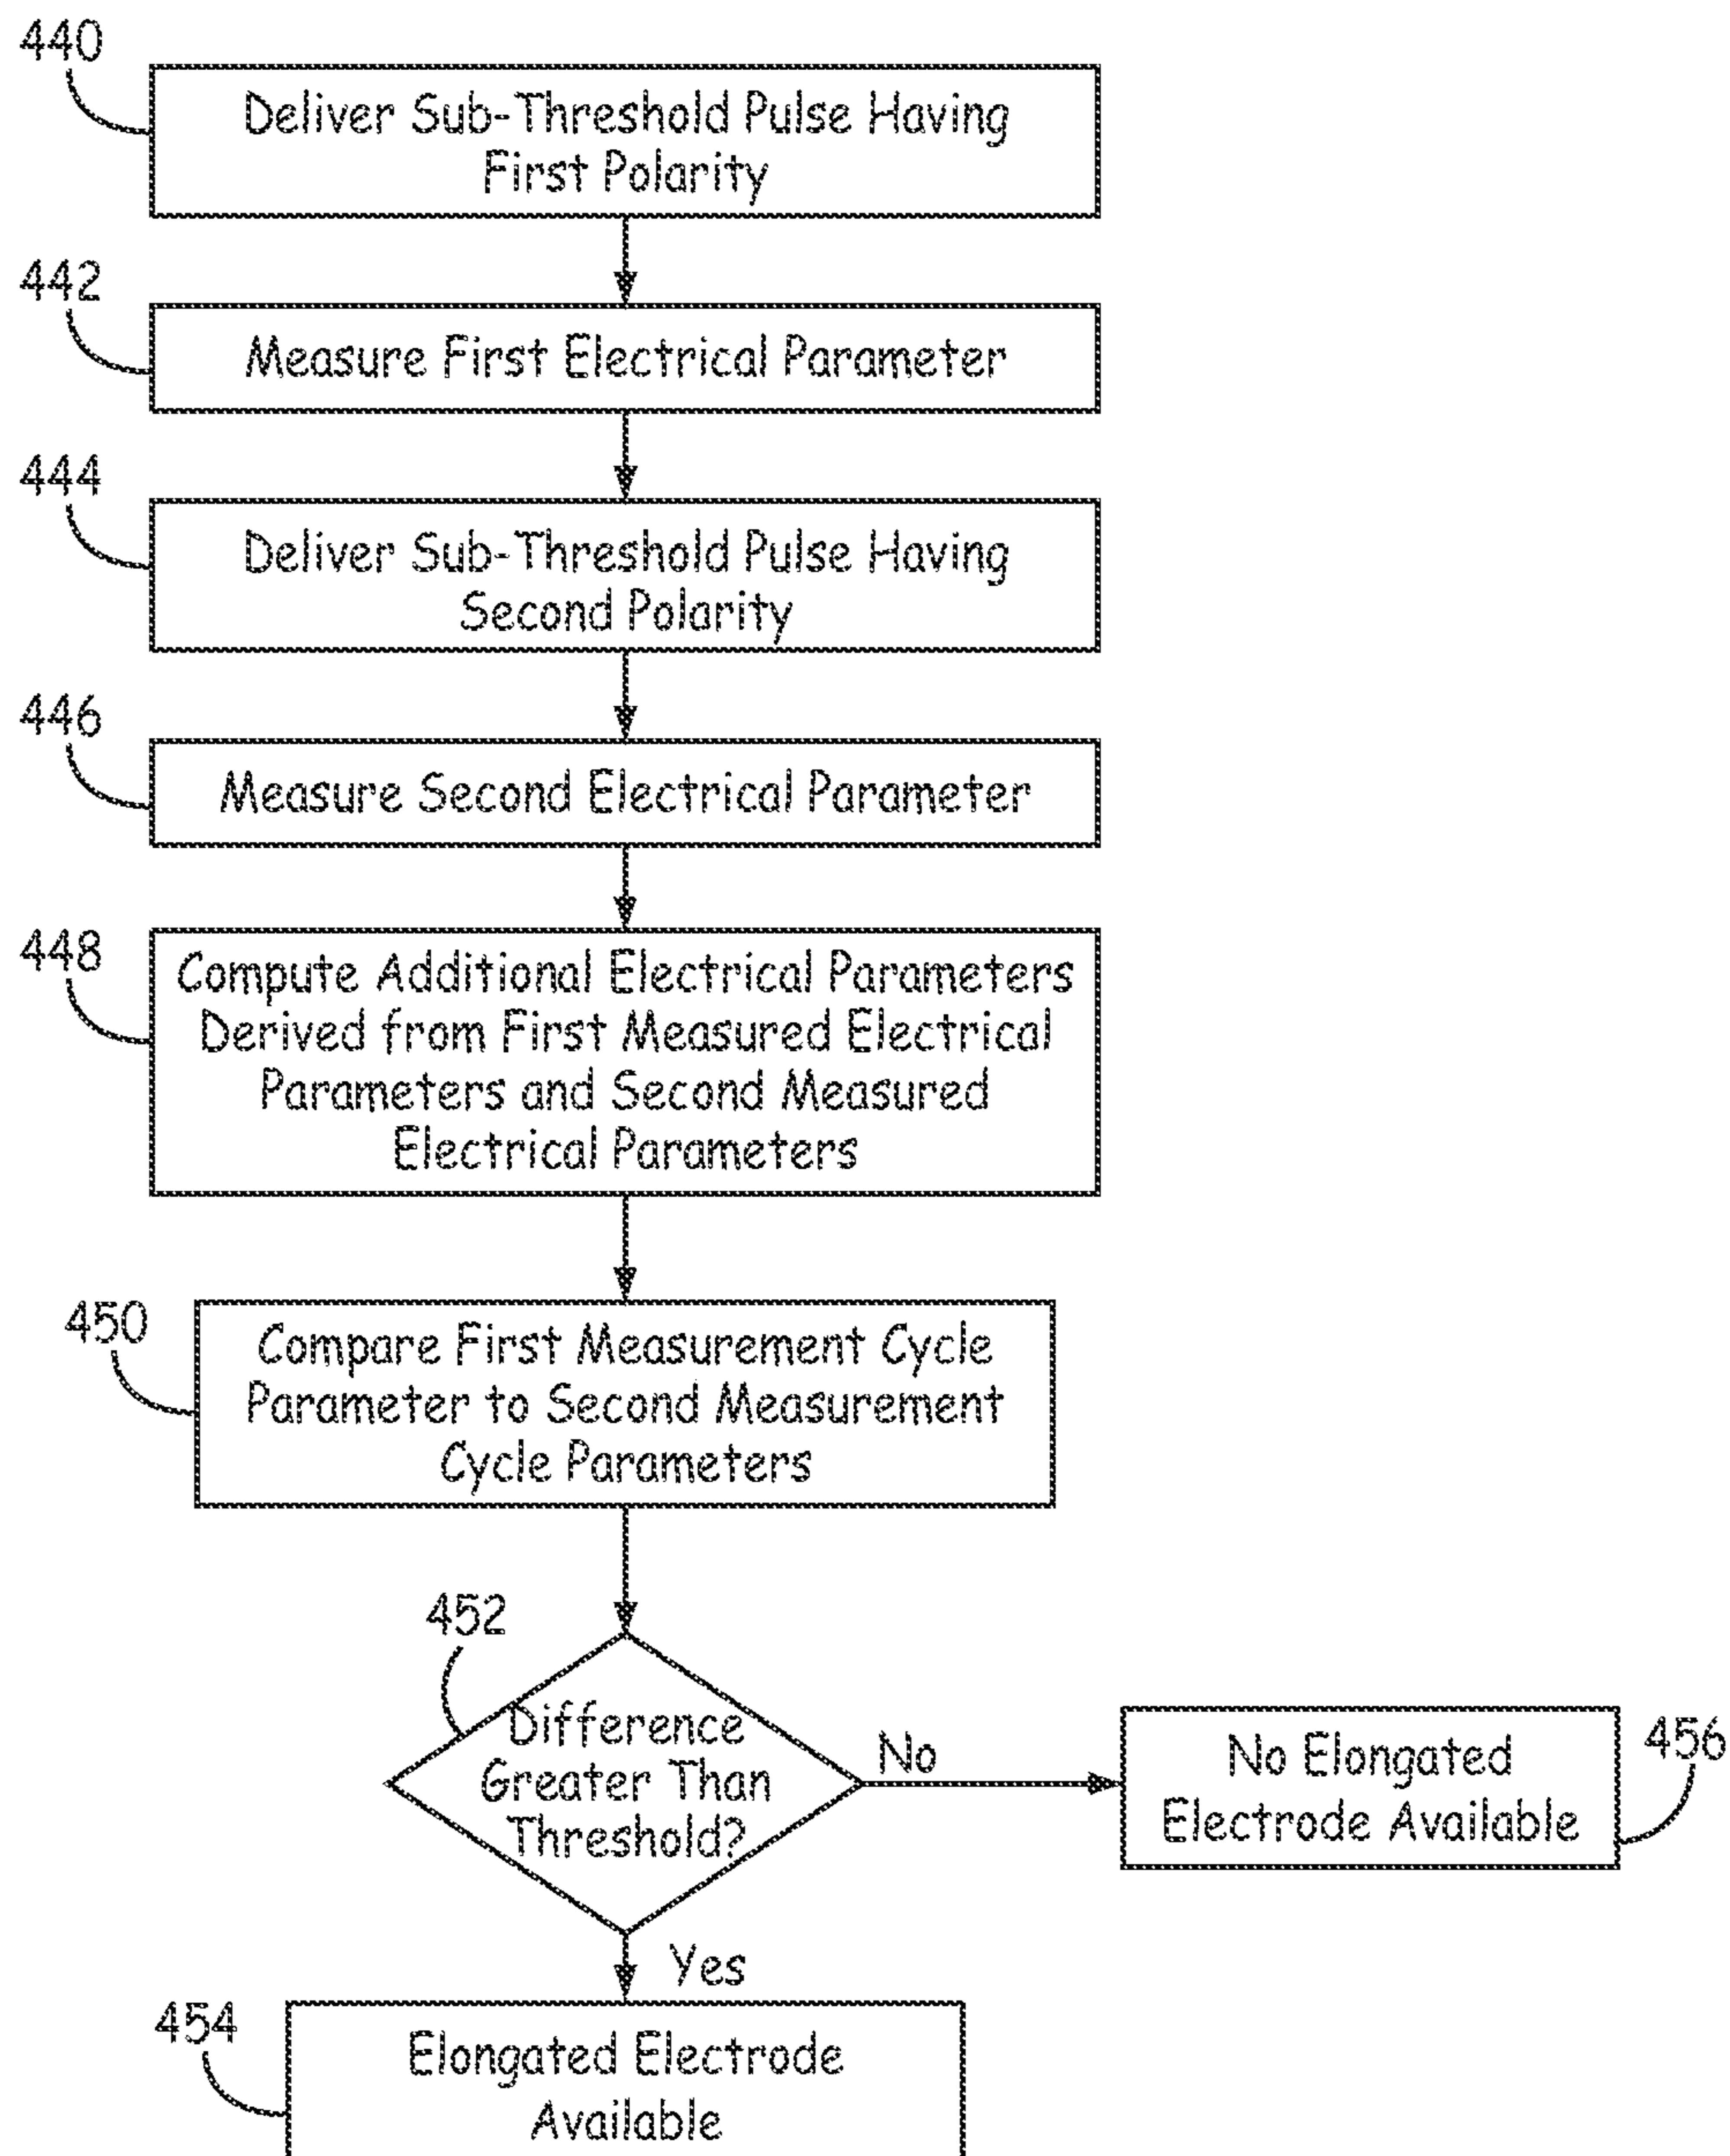 440
Deliver Sub-Threshold Pulse Having
First Polarity
442
Measure First Electrical Parameter
444
Deliver Sub-Threshold Pulse Having
Second Polarity
446
Measure Second Electrical Parameter
448
Compute Additional Electrical Parameters
Derived from First Measured Electrical
Parameters and Second Measured
Electrical Parameters
450
Compare First Measurement Cycle
Parameter to Second Measurement
Cycle Parameters
452
Difference
Greater Than
Threshold?
No
No Elongated
Electrode Available
456
Yes
454
Elongated Electrode
Available